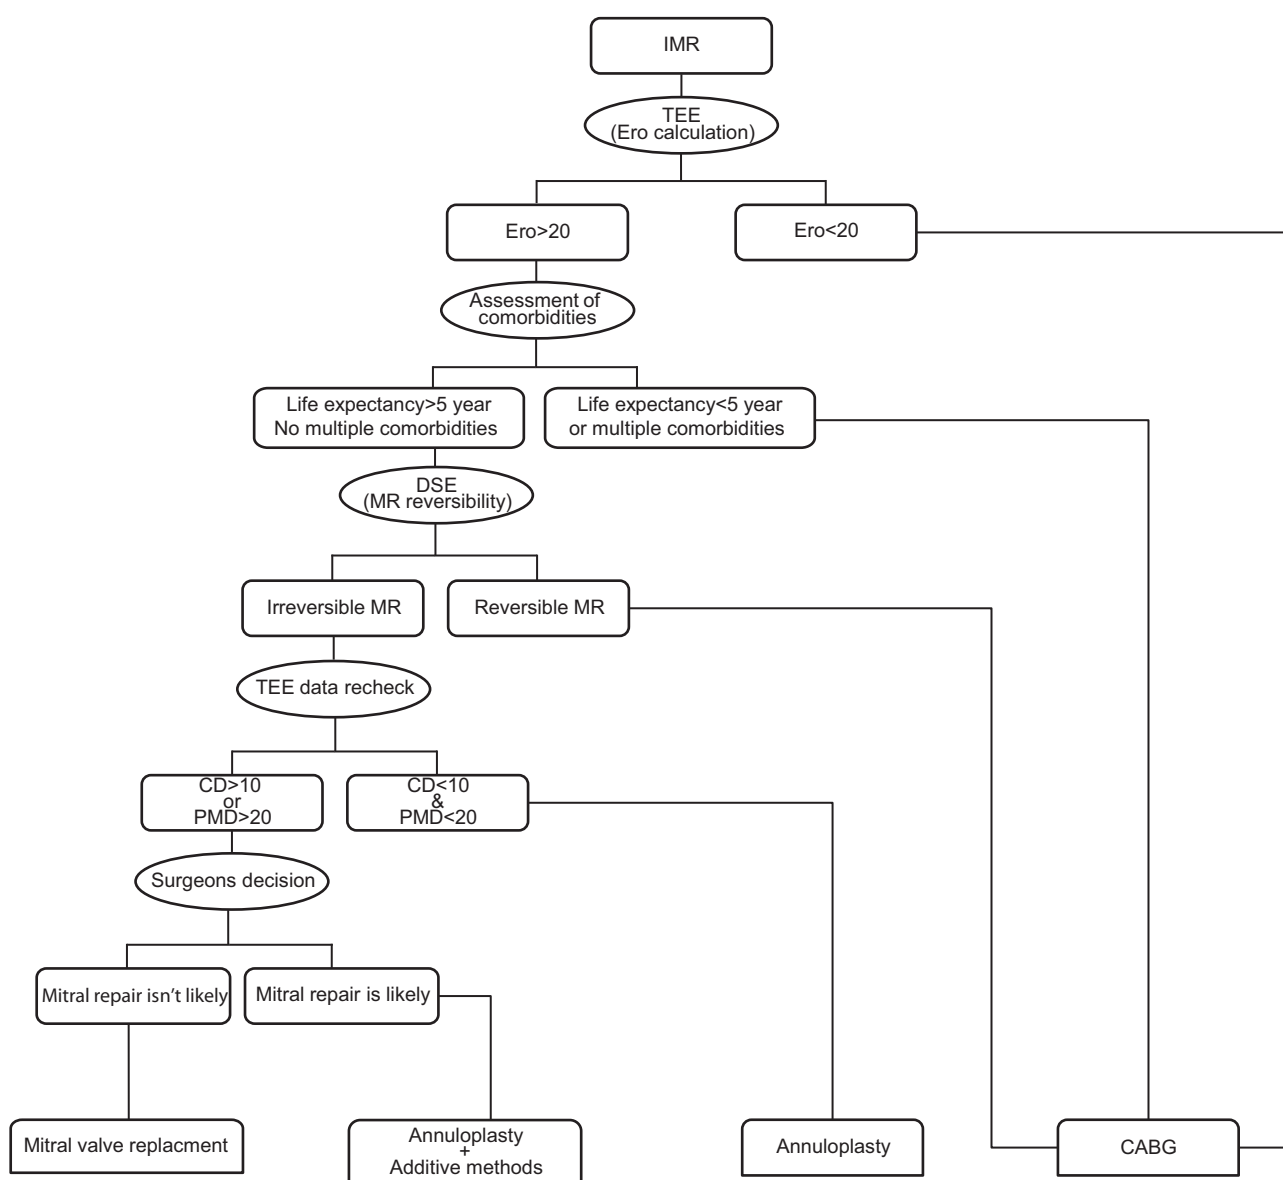 IMR
TEE
(Ero calculation)
Ero>20
Ero<20
Assessment of
comorbidities
Life expectancy>5 year
No multiple comorbidities
Life expectancy<5 year
or multiple comorbidities
DSE
(MR reversibility)
Irreversible MR
Reversible MR
TEE data recheck
CD>10
or
PMD>20
CD<10
&
PMD<20
Surgeons decision
Mitral repair isn't likely
Mitral repair is likely
Mitral valve replacment
Annuloplasty
+
Additive methods
Annuloplasty
CABG